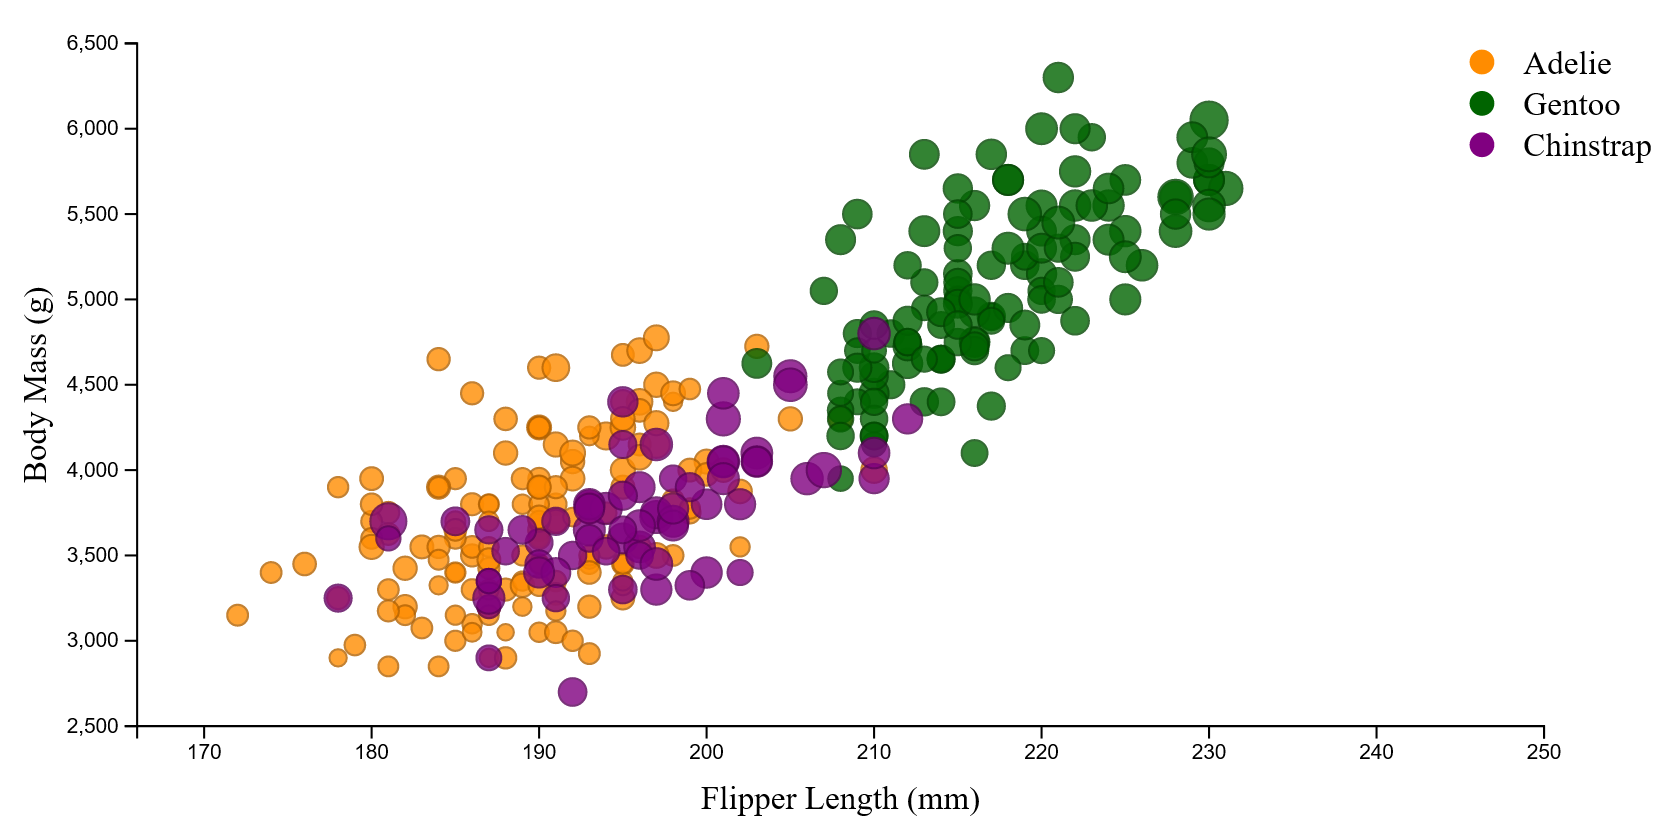 6,500
6,000
5,500
5,000
4,500
4,000
3,500
3,000
2,500
Body Mass (g)
170 180 190 200 210 220 230 240 250
Flipper Length (mm)
Adelie
Gentoo
Chinstrap